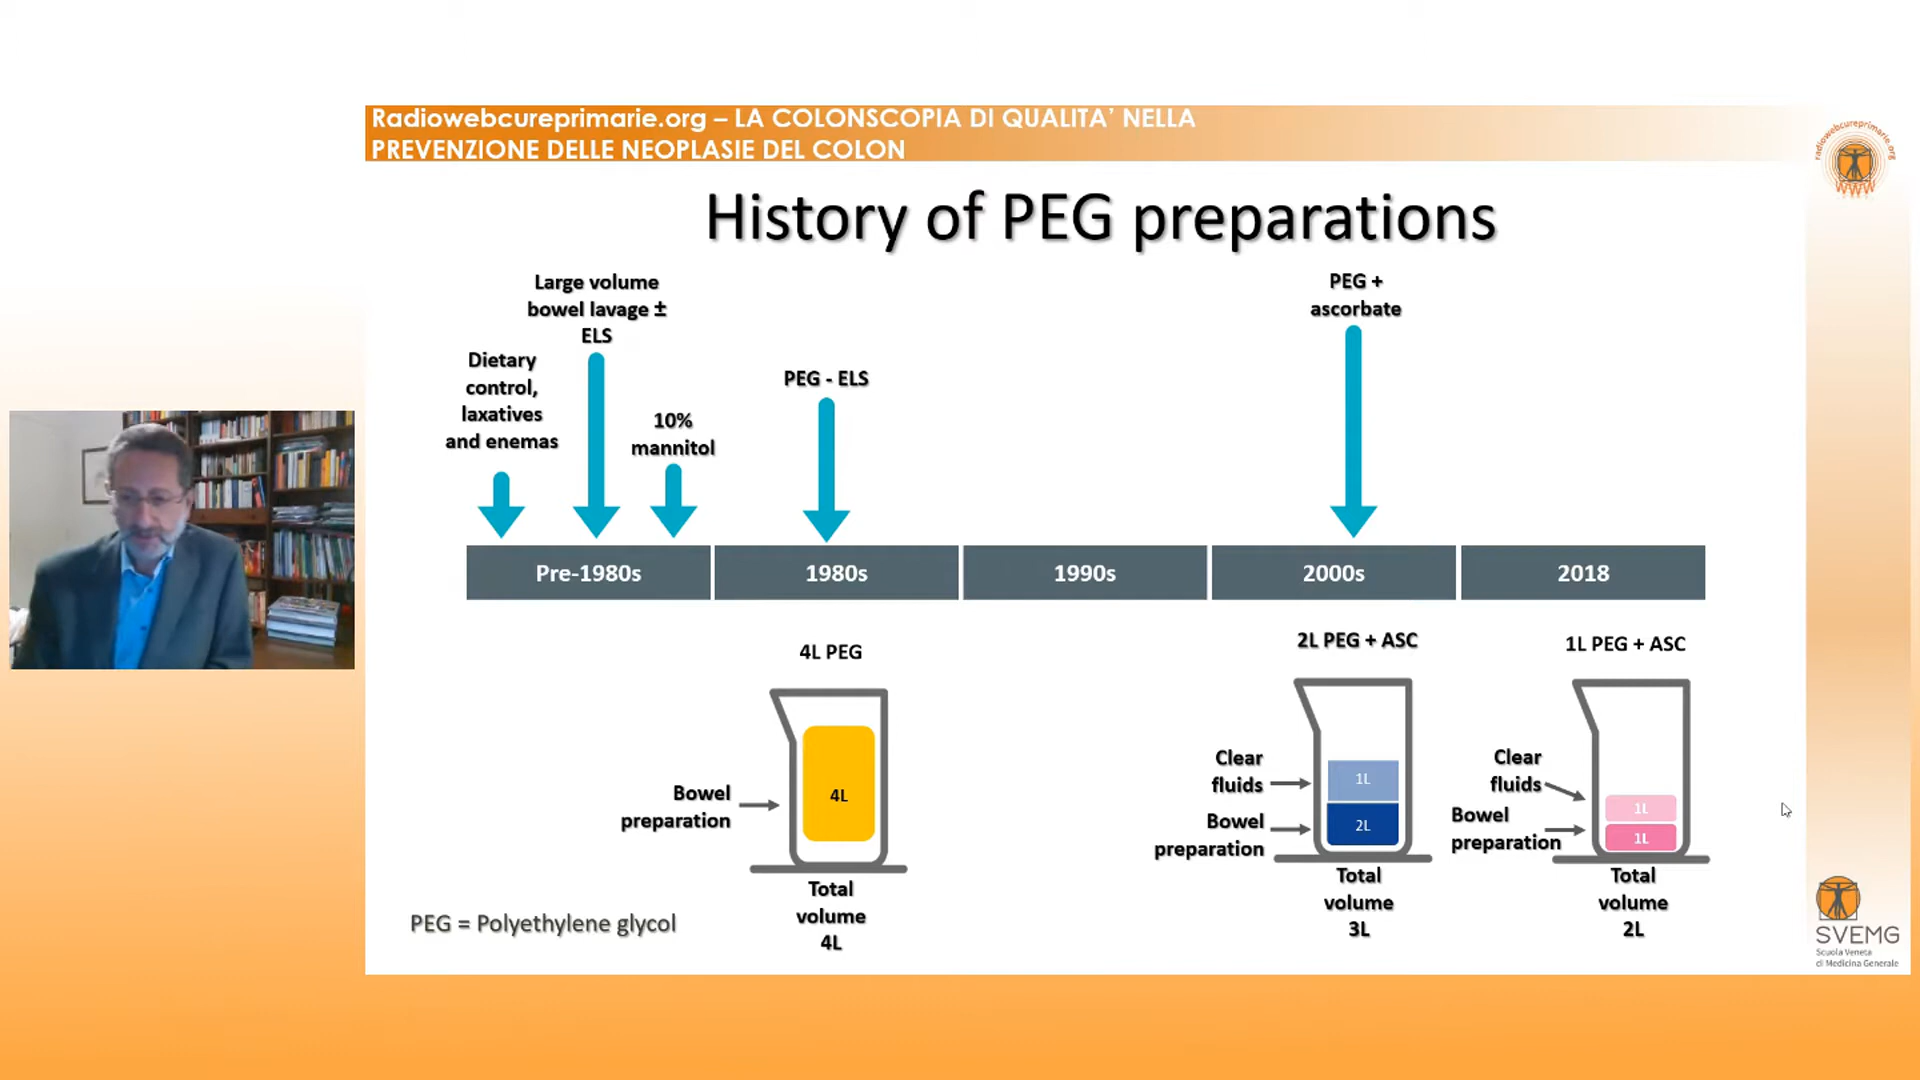 Radiowebcureprimarie.org – LA COLONSCOPIA DI QUALITA’ NELLA
PREVENZIONE DELLE NEOPLASIE DEL COLON
radiowebcureprimarie.org
WWW
History of PEG preparations
Large volume
bowel lavage ±
ELS
PEG +
ascorbate
Dietary
control,
laxatives
and enemas
10%
mannitol
PEG - ELS
Pre-1980s
1980s
1990s
2000s
2018
4L PEG
2L PEG + ASC
1L PEG + ASC
Bowel
preparation
4L
Total
volume
4L
Clear
fluids
1L
Bowel
preparation
2L
Total
volume
3L
Clear
fluids
1L
Bowel
preparation
1L
Total
volume
2L
PEG = Polyethylene glycol
SVEMG
Scuola Veneta
di Medicina Generale